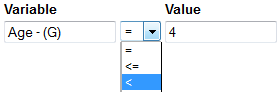 Variable Value
Age - (G) = 4
=
<=
<